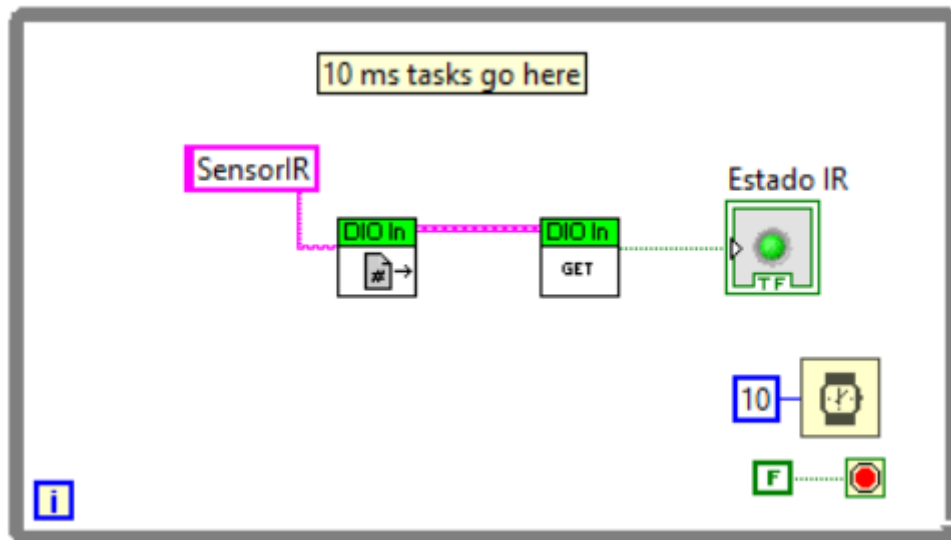 10 ms tasks go here
SensorIR
Estado IR
DIO In
DIO In
#
GET
TF
10
F
i